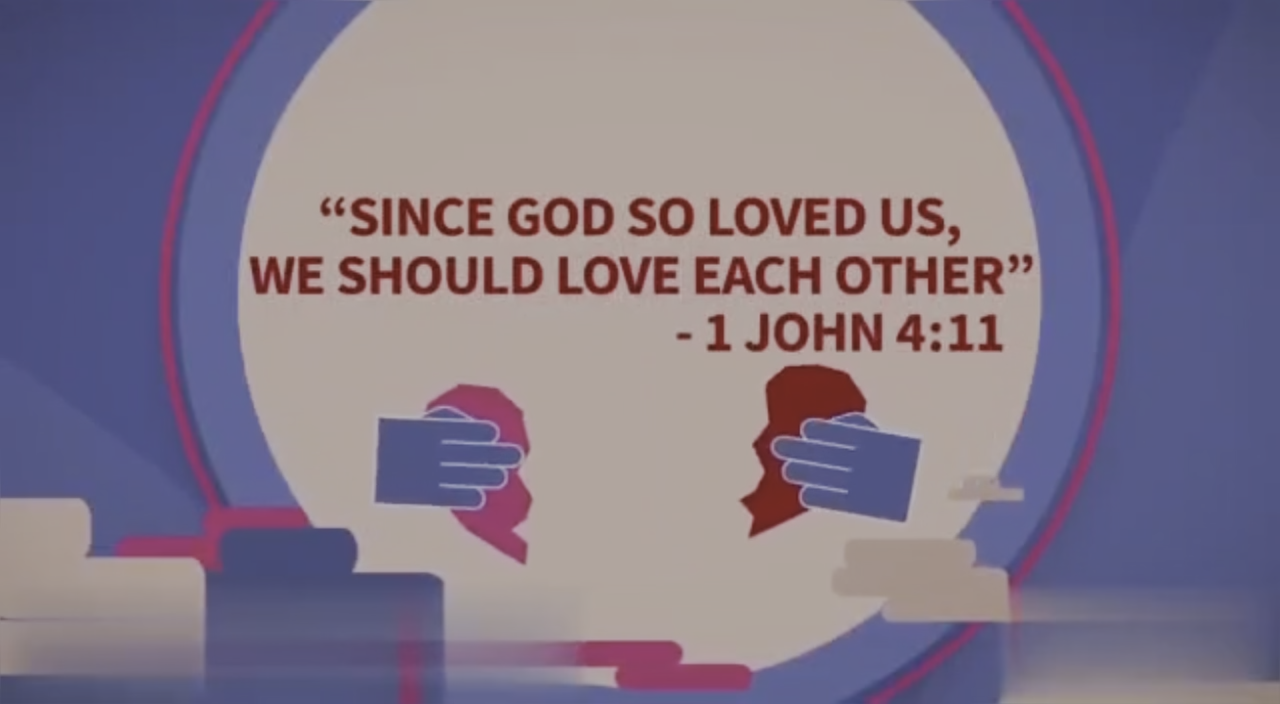 “SINCE GOD SO LOVED US,
WE SHOULD LOVE EACH OTHER”
- 1 JOHN 4:11